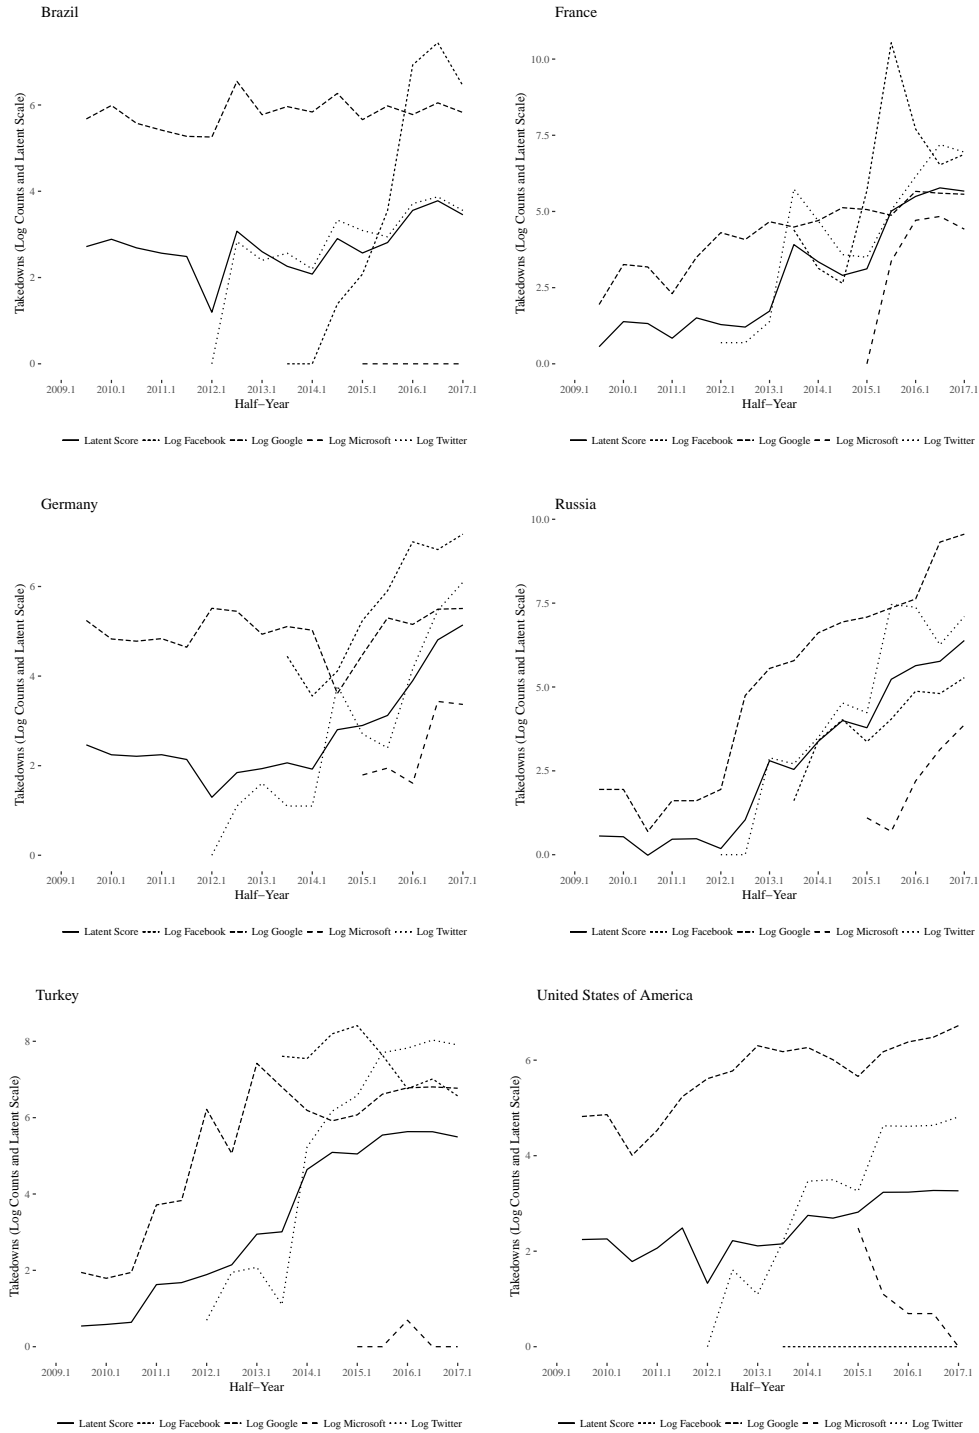 Brazil
Takedowns (Log Counts and Latent Scale)
6
4
2
0
2009.1 2010.1 2011.1 2012.1 2013.1 2014.1 2015.1 2016.1 2017.1
Half−Year
Latent Score Log Facebook Log Google Log Microsoft Log Twitter
France
Takedowns (Log Counts and Latent Scale)
10.0
7.5
5.0
2.5
0.0
2009.1 2010.1 2011.1 2012.1 2013.1 2014.1 2015.1 2016.1 2017.1
Half−Year
Latent Score Log Facebook Log Google Log Microsoft Log Twitter
Germany
Takedowns (Log Counts and Latent Scale)
6
4
2
0
2009.1 2010.1 2011.1 2012.1 2013.1 2014.1 2015.1 2016.1 2017.1
Half−Year
Latent Score Log Facebook Log Google Log Microsoft Log Twitter
Russia
Takedowns (Log Counts and Latent Scale)
10.0
7.5
5.0
2.5
0.0
2009.1 2010.1 2011.1 2012.1 2013.1 2014.1 2015.1 2016.1 2017.1
Half−Year
Latent Score Log Facebook Log Google Log Microsoft Log Twitter
Turkey
Takedowns (Log Counts and Latent Scale)
8
6
4
2
0
2009.1 2010.1 2011.1 2012.1 2013.1 2014.1 2015.1 2016.1 2017.1
Half−Year
Latent Score Log Facebook Log Google Log Microsoft Log Twitter
United States of America
Takedowns (Log Counts and Latent Scale)
6
4
2
0
2009.1 2010.1 2011.1 2012.1 2013.1 2014.1 2015.1 2016.1 2017.1
Half−Year
Latent Score Log Facebook Log Google Log Microsoft Log Twitter